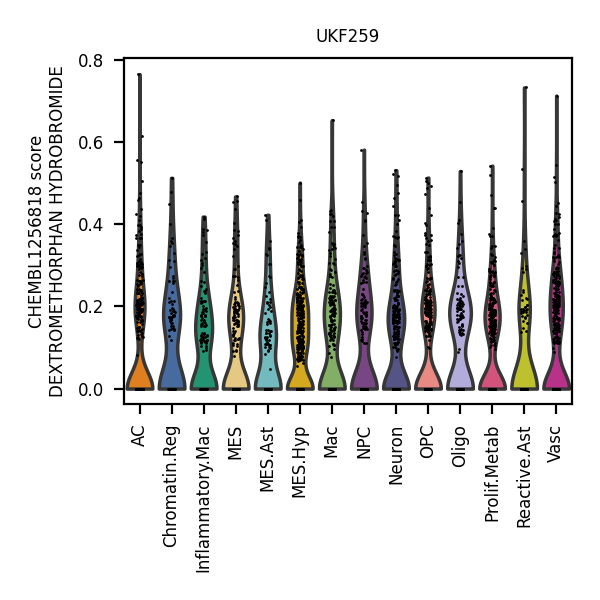 UKF259
CHEMBL1256818 score
DEXTROMETHORPHAN HYDROBROMIDE
0.8
0.6
0.4
0.2
0.0
AC
Chromatin.Reg
Inflammatory.Mac
MES
MES.Ast
MES.Hyp
Mac
NPC
Neuron
OPC
Oligo
Prolif.Metab
Reactive.Ast
Vasc